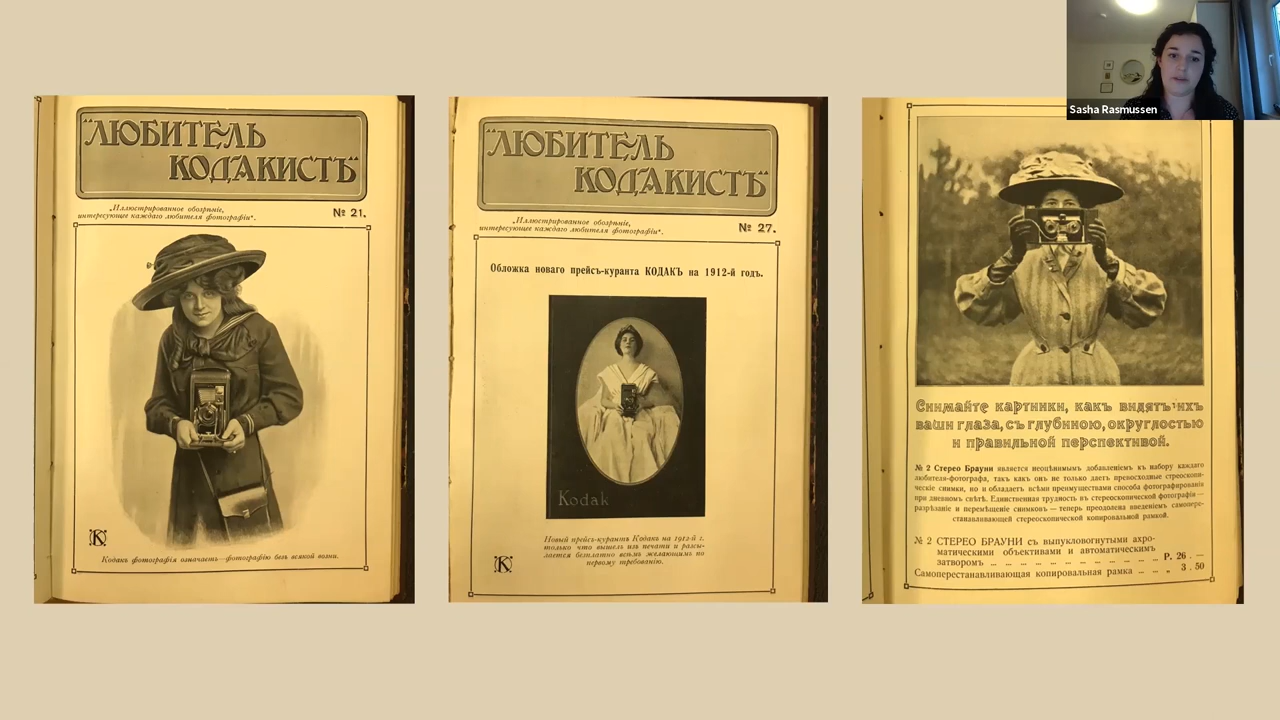 Sasha Rasmussen
"ЛЮБИТЕЛЬ
КОДАКИСТЪ"
„Иллюстрированное обозрѣніе,
интересующее каждаго любителя фотографіи“.
№ 21.
К
Кодакъ фотографія означаетъ—фотографію безъ всякой возни.
"ЛЮБИТЕЛЬ
КОДАКИСТЪ"
„Иллюстрированное обозрѣніе,
интересующее каждаго любителя фотографіи“.
№ 27.
Обложка новаго прейсъ-куранта КОДАКЪ на 1912-й годъ.
Kodak
Новый прейсъ-курантъ Кодакъ на 1912-й г.
только что вышелъ изъ печати и разсы-
лается безплатно всѣмъ желающимъ по
первому требованію.
К
Снимайте картинки, какъ видятъ ихъ
ваши глаза, съ глубиною, округлостью
и правильной перспективой.
№ 2 Стерео Брауни является неоцѣнимымъ добавленіемъ къ набору каждаго
любителя-фотографа, такъ какъ онъ не только даетъ превосходные стреоскопи-
ческіе снимки, но и обладаетъ всѣми преимуществами способа фотографированія
при дневномъ свѣтѣ. Единственная трудность въ стереоскопической фотографіи —
разрѣзаніе и перемѣщеніе снимковъ — теперь преодолена введеніемъ самопере-
станавливающей стереоскопической копировальной рамкой.
№ 2 СТЕРЕО БРАУНИ съ выпукловогнутыми ахро-
матическими объективами и автоматическимъ
затворомъ ... ... ... ... ... ... ... ... Р. 26 . —
Самоперестанавливающая копировальная рамка ... ... „ 3 . 50